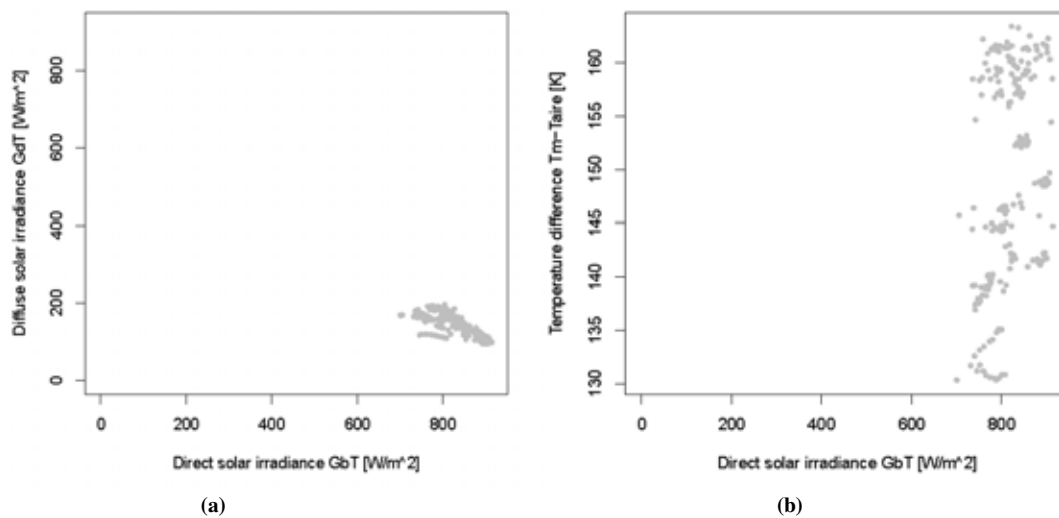 Diffuse solar irradiance GdT [W/m^2]
800
600
400
200
0
0 200 400 600 800
Direct solar irradiance GbT [W/m^2]
(a)
Temperature difference Tm-Taire [K]
160
155
150
145
140
135
130
0 200 400 600 800
Direct solar irradiance GbT [W/m^2]
(b)